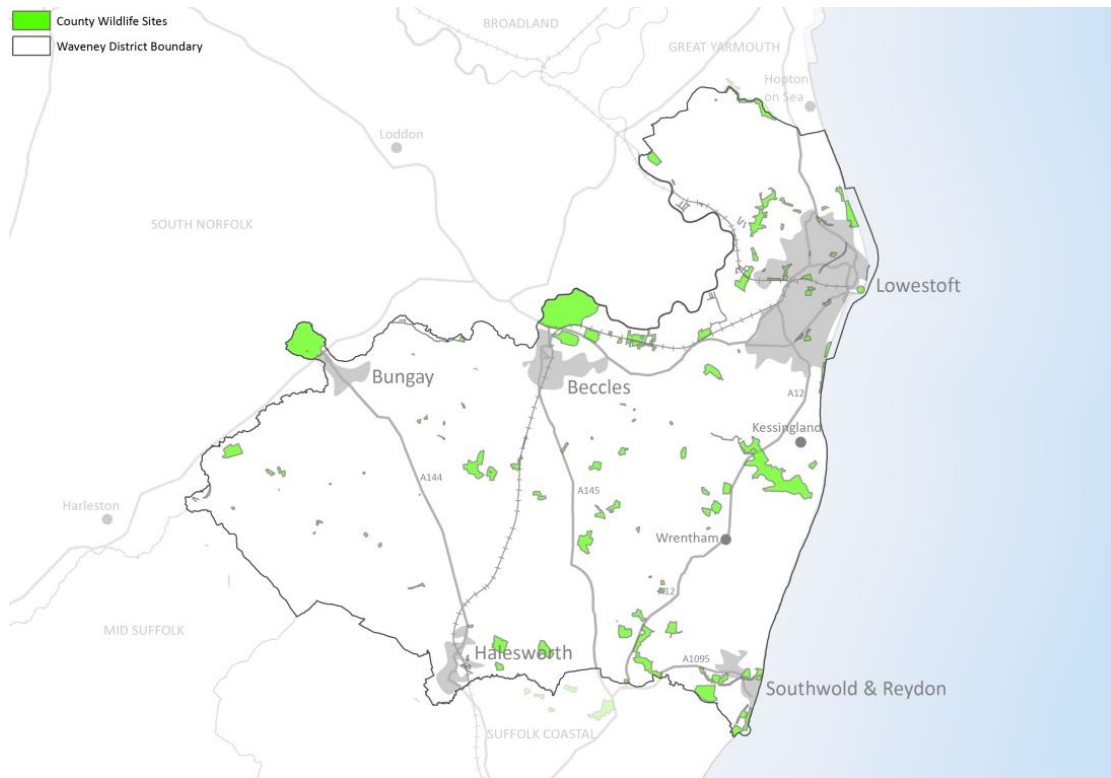 County Wildlife Sites
Waveney District Boundary
BROADLAND
GREAT YARMOUTH
Hopton
on Sea
Loddon
SOUTH NORFOLK
Lowestoft
Bungay
Beccles
A12
Kessingland
A144
A145
Harleston
Wrentham
A12
MID SUFFOLK
Halesworth
A1095
Southwold & Reydon
SUFFOLK COASTAL